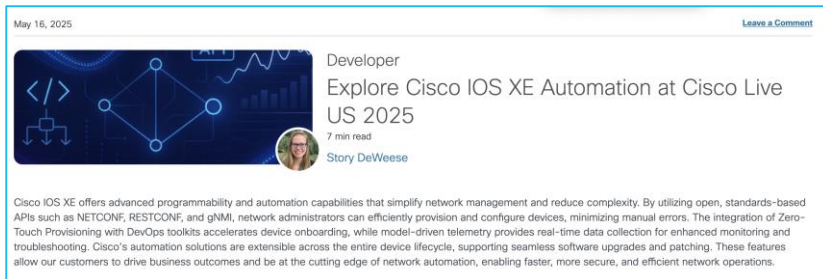 May 16, 2025
Leave a Comment
API
</>
Developer
Explore Cisco IOS XE Automation at Cisco Live
US 2025
7 min read
Story DeWeese
Cisco IOS XE offers advanced programmability and automation capabilities that simplify network management and reduce complexity. By utilizing open, standards-based
APIs such as NETCONF, RESTCONF, and gNMI, network administrators can efficiently provision and configure devices, minimizing manual errors. The integration of Zero-
Touch Provisioning with DevOps toolkits accelerates device onboarding, while model-driven telemetry provides real-time data collection for enhanced monitoring and
troubleshooting. Cisco's automation solutions are extensible across the entire device lifecycle, supporting seamless software upgrades and patching. These features
allow our customers to drive business outcomes and be at the cutting edge of network automation, enabling faster, more secure, and efficient network operations.